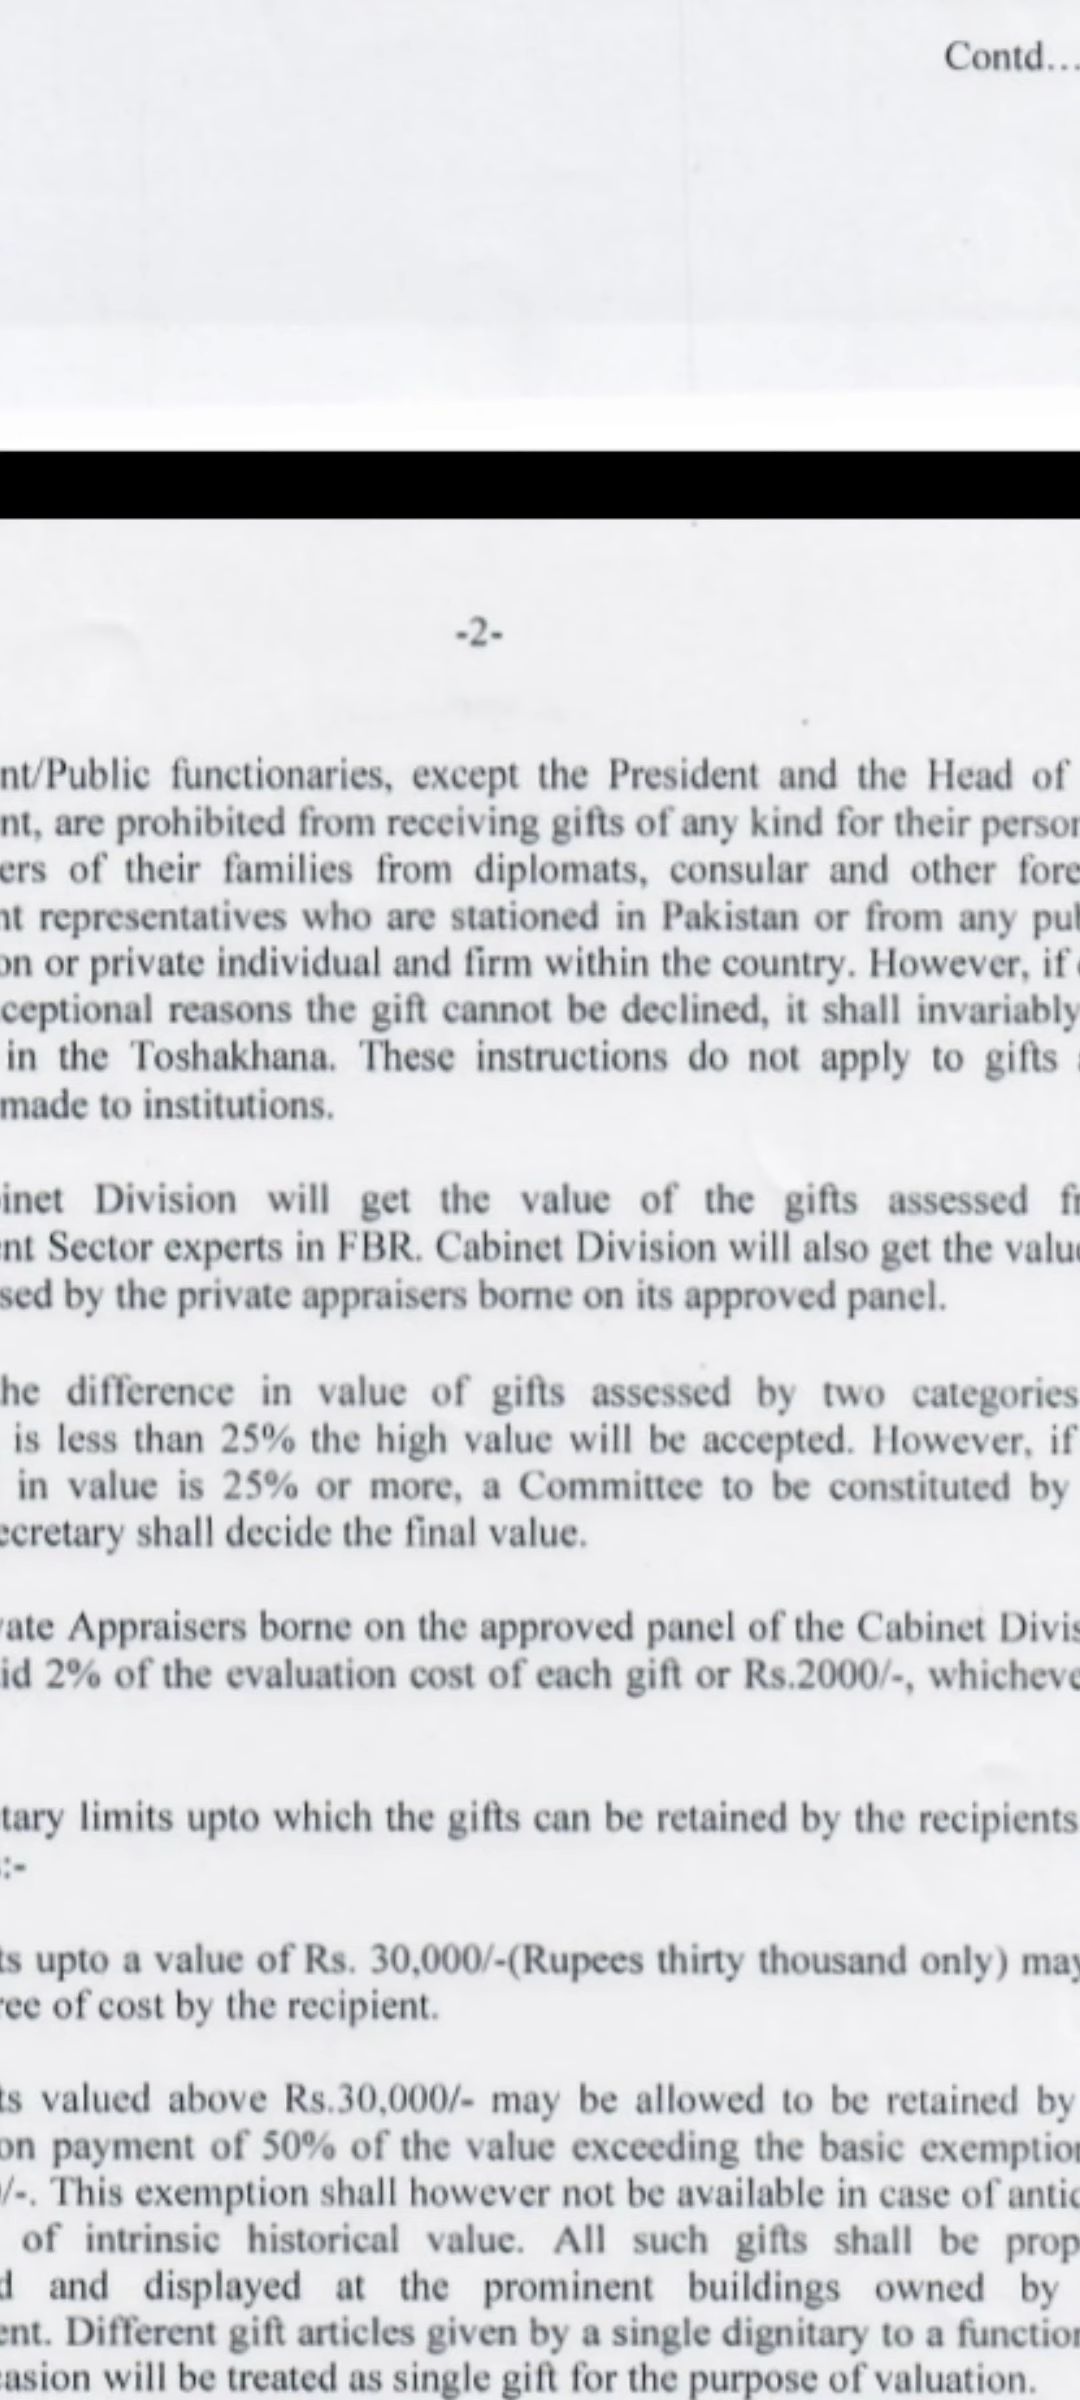 Contd...
-2-
nt/Public functionaries, except the President and the Head of
nt, are prohibited from receiving gifts of any kind for their person
ers of their families from diplomats, consular and other fore
nt representatives who are stationed in Pakistan or from any pub
on or private individual and firm within the country. However, if
ceptional reasons the gift cannot be declined, it shall invariably
in the Toshakhana. These instructions do not apply to gifts
made to institutions.
inet Division will get the value of the gifts assessed fr
nt Sector experts in FBR. Cabinet Division will also get the value
sed by the private appraisers borne on its approved panel.
he difference in value of gifts assessed by two categories
is less than 25% the high value will be accepted. However, if
in value is 25% or more, a Committee to be constituted by
ecretary shall decide the final value.
vate Appraisers borne on the approved panel of the Cabinet Divis
id 2% of the evaluation cost of each gift or Rs.2000/-, whicheve
tary limits upto which the gifts can be retained by the recipients
:-
ts upto a value of Rs. 30,000/-(Rupees thirty thousand only) may
ree of cost by the recipient.
ts valued above Rs.30,000/- may be allowed to be retained by
on payment of 50% of the value exceeding the basic exemption
/-. This exemption shall however not be available in case of antic
of intrinsic historical value. All such gifts shall be prop
d and displayed at the prominent buildings owned by
ent. Different gift articles given by a single dignitary to a function
casion will be treated as single gift for the purpose of valuation.